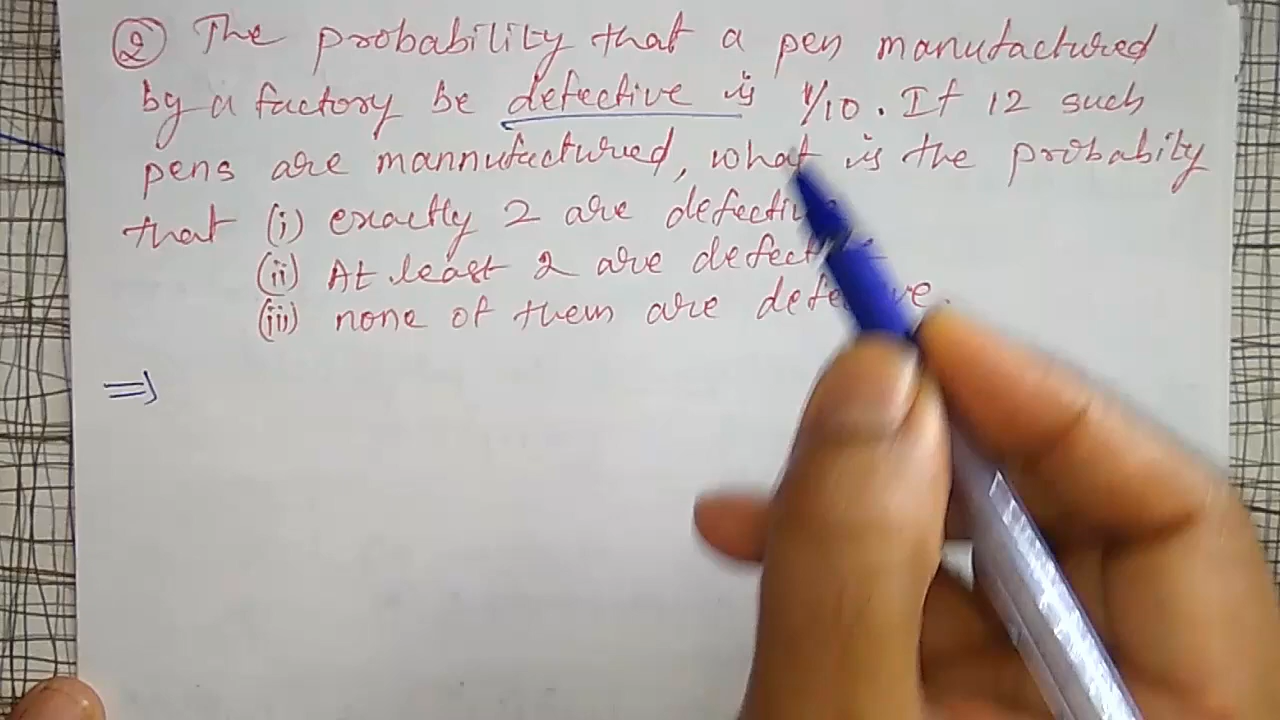 ② The probability that a pen manufactured
by a factory be defective is 1/10. If 12 such
pens are mannufactured, what is the probabity
that (i) exactly 2 are
(ii) At least 2 are
(iii) none of them are
⇒